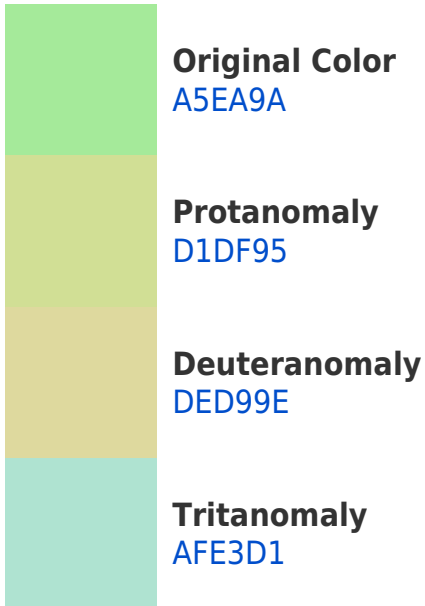 Original Color
A5EA9A
Protanomaly
D1DF95
Deuteranomaly
DED99E
Tritanomaly
AFE3D1